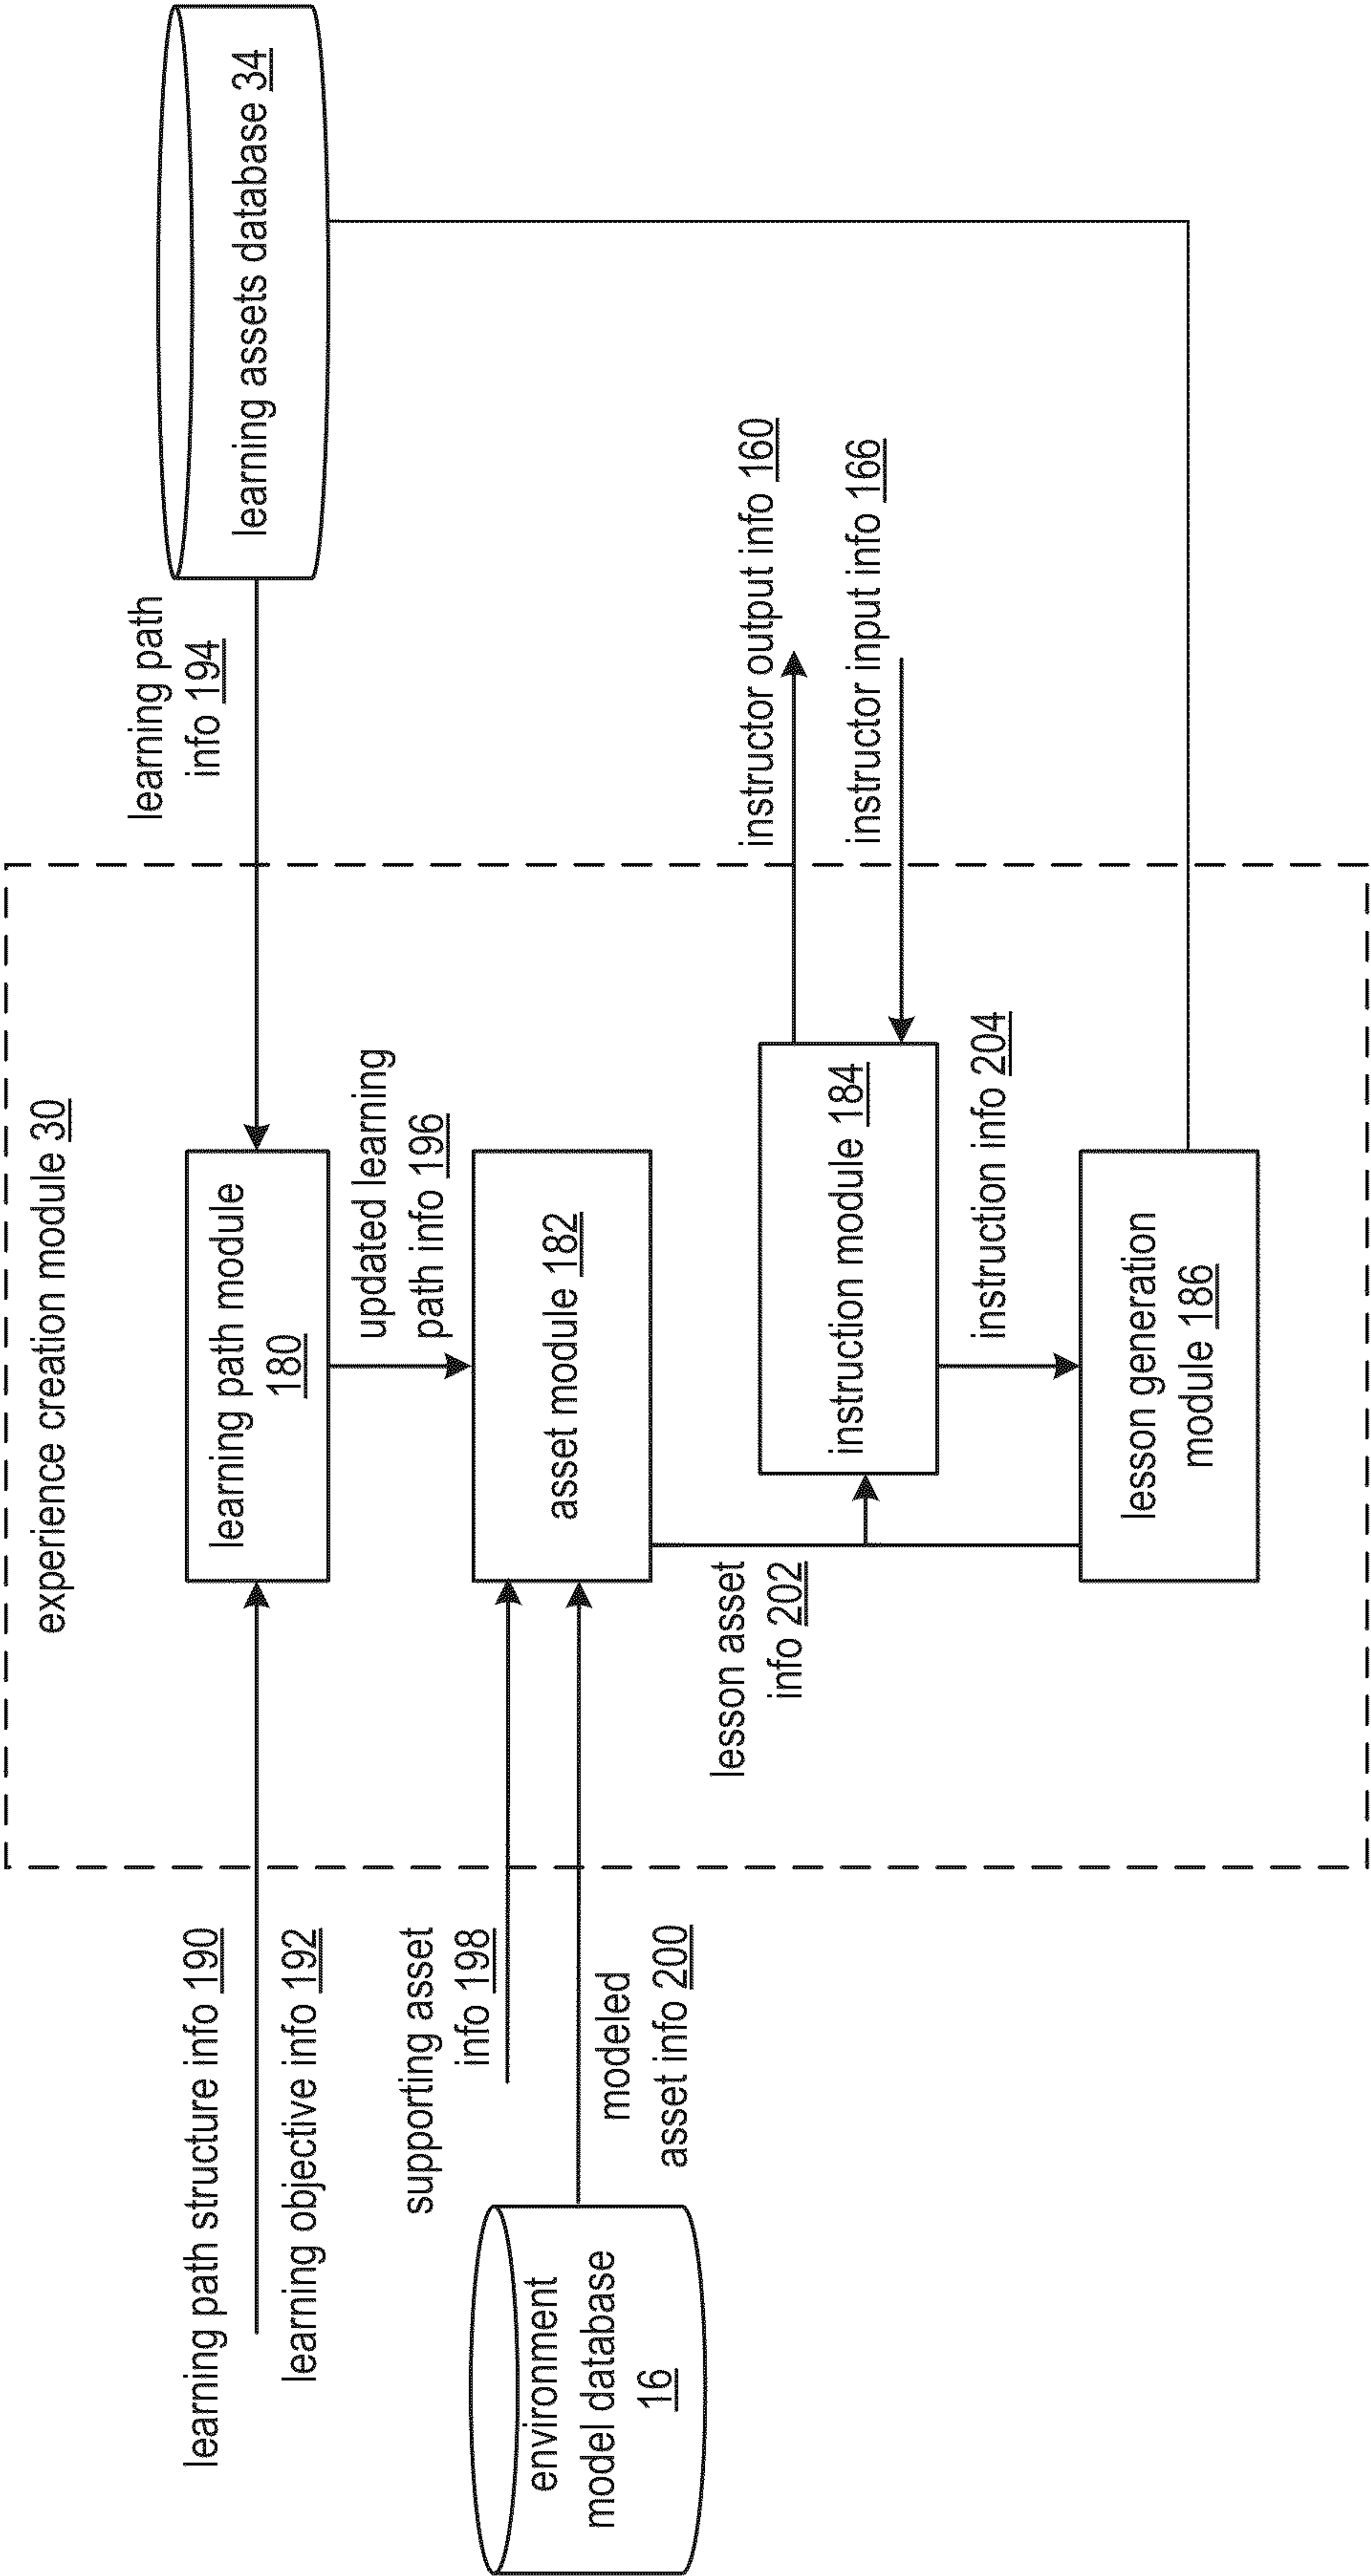 experience creation module 30
learning path structure info 190
learning objective info 192
learning path module
180
learning path
info 194
learning assets database 34
updated learning
path info 196
supporting asset
info 198
asset module 182
environment
model database
16
modeled
asset info 200
lesson asset
info 202
instruction module 184
instructor output info 160
instructor input info 166
instruction info 204
lesson generation
module 186